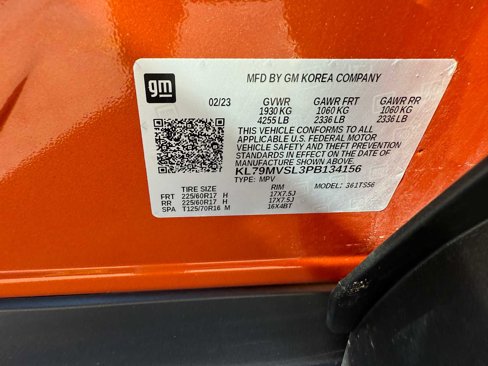 gm
MFD BY GM KOREA COMPANY
02/23 GVWR GAWR FRT GAWR RR
1930 KG 1060 KG 1060 KG
4255 LB 2336 LB 2336 LB
THIS VEHICLE CONFORMS TO ALL
APPLICABLE U.S. FEDERAL MOTOR
VEHICLE SAFETY AND THEFT PREVENTION
STANDARDS IN EFFECT ON THE DATE OF
MANUFACTURE SHOWN ABOVE.
KL79MVSL3PB134156
TYPE: MPV MODEL: 361TS56
TIRE SIZE RIM
FRT 225/60R17 H 17X7.5J
RR 225/60R17 H 17X7.5J
SPA T125/70R16 M 16X4BT